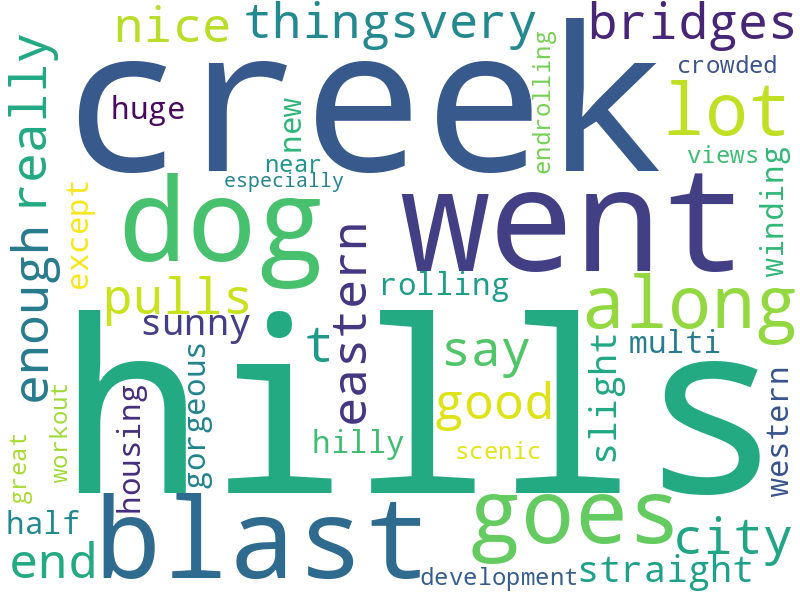 nice
thingsvery
bridges
creek
crowded
huge
new
endrolling
lot
really
near
views
especially
dog
went
winding
except
enough
pulls
eastern
rolling
along
sunny
t
say
multi
hills
gorgeous
slight
good
hilly
scenic
western
workout
housing
great
half
blast
goes
city
end
development
straight